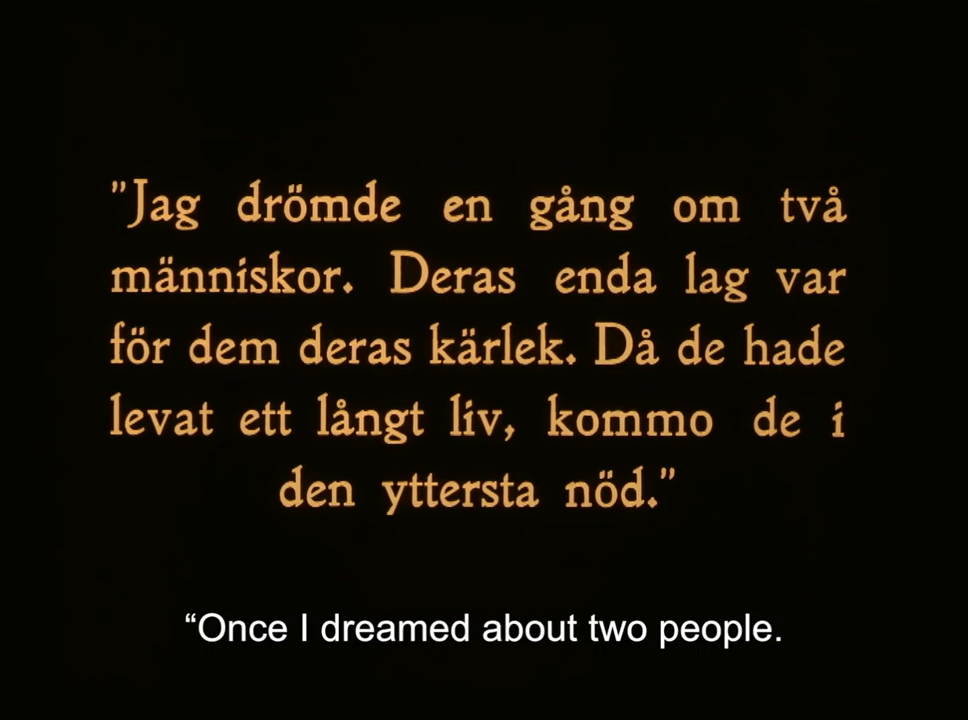 "Jag drömde en gång om två
människor. Deras enda lag var
för dem deras kärlek. Då de hade
levat ett långt liv, kommo de i
den yttersta nöd."
“Once I dreamed about two people.